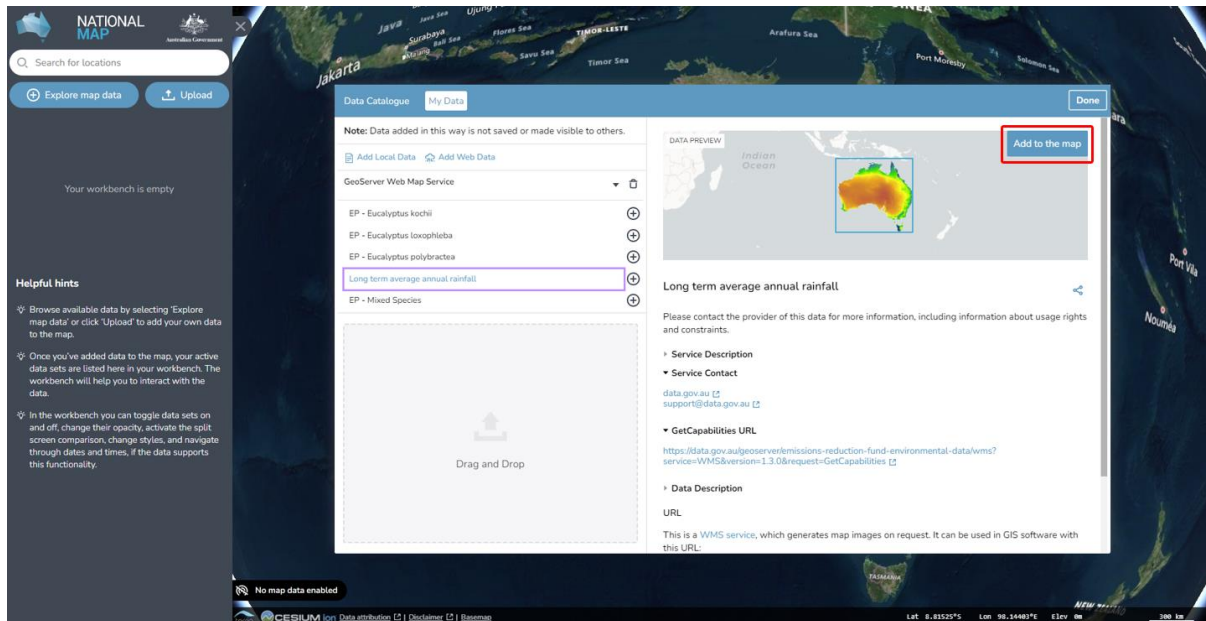 NATIONAL
MAP
Australian Government
Search for locations
Explore map data
Upload
Your workbench is empty
Helpful hints
Browse available data by selecting 'Explore
map data' or click 'Upload' to add your own data
to the map.
Once you've added data to the map, your active
data sets are listed here in your workbench. The
workbench will help you to interact with the
data.
In the workbench you can toggle data sets on
and off, change their opacity, activate the split
screen comparison, change styles, and navigate
through dates and times, if the data supports
this functionality.
Java
Java Sea
Surabaya
Bali Sea
Malang
Flores Sea
Savu Sea
TIMOR-LESTE
Timor Sea
Arafura Sea
Port Moresby
Solomon Sea
Jakarta
Data Catalogue
My Data
Done
Note: Data added in this way is not saved or made visible to others.
Add Local Data
Add Web Data
GeoServer Web Map Service
EP - Eucalyptus kochii
EP - Eucalyptus loxophleba
EP - Eucalyptus polybractea
Long term average annual rainfall
EP - Mixed Species
Drag and Drop
DATA PREVIEW
Add to the map
Indian
Ocean
Long term average annual rainfall
Please contact the provider of this data for more information, including information about usage rights
and constraints.
Service Description
Service Contact
data.gov.au
support@data.gov.au
GetCapabilities URL
https://data.gov.au/geoserver/emissions-reduction-fund-environmental-data/wms?
service=WMS&version=1.3.0&request=GetCapabilities
Data Description
URL
This is a WMS service, which generates map images on request. It can be used in GIS software with
this URL:
Port Vila
Nouméa
TASMANIA
No map data enabled
CESIUM ion Data attribution | Disclaimer | Basemap
Lat 8.81525°S Lon 98.14403°E Elev 0m
300 km